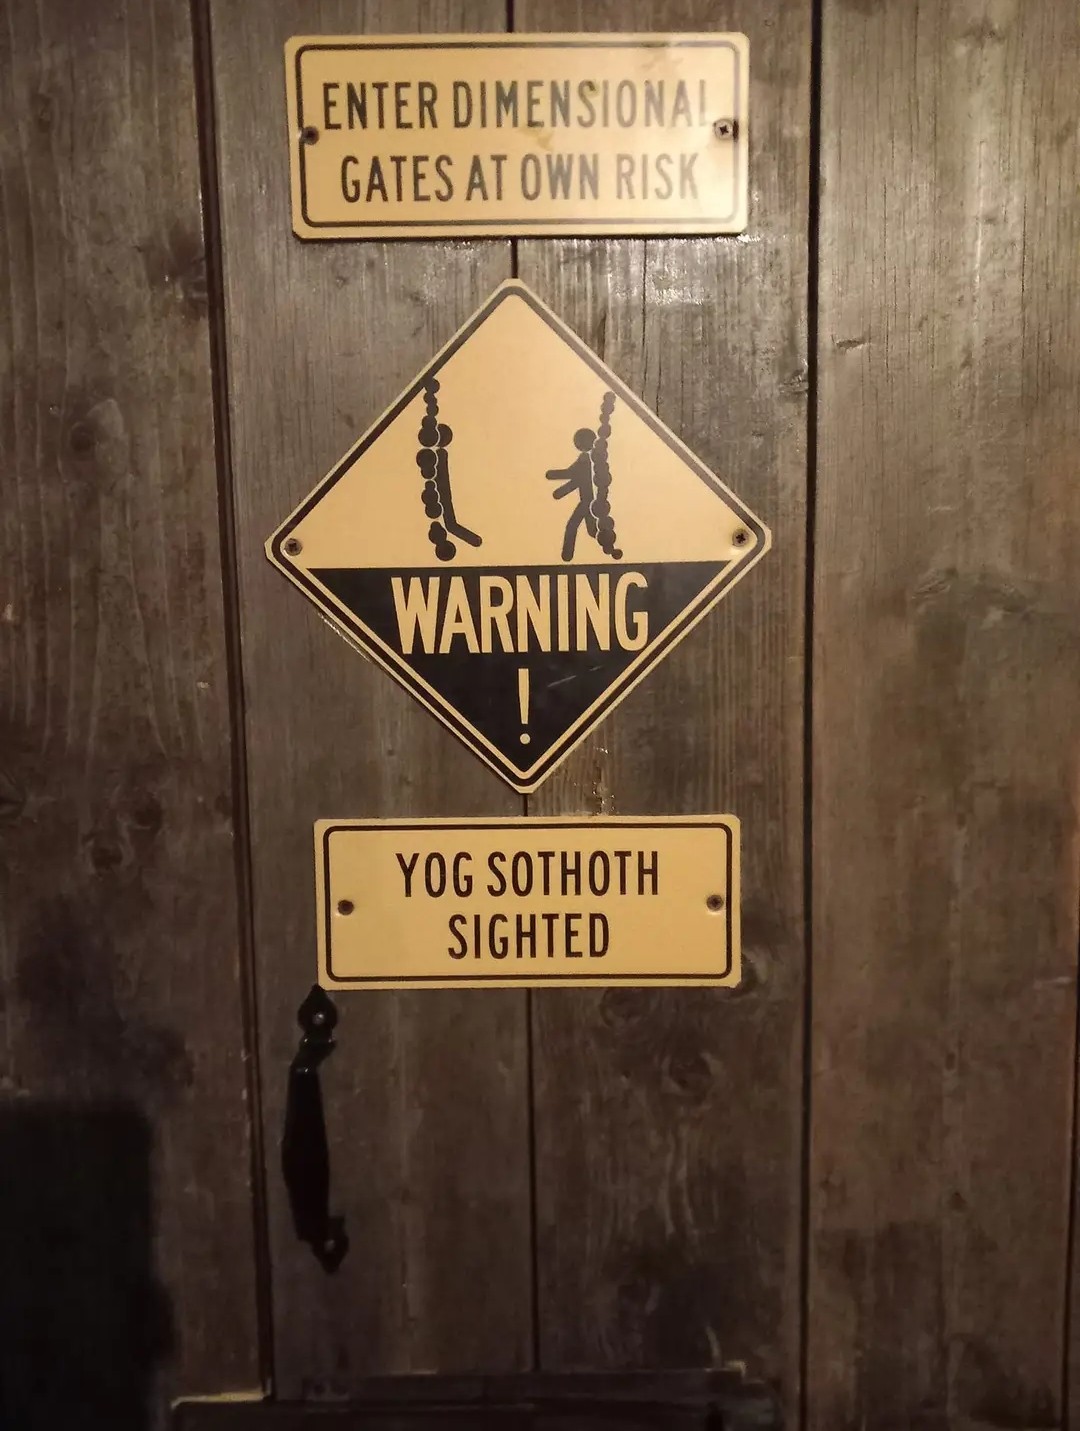 ENTER DIMENSIONAL
GATES AT OWN RISK
WARNING
!
YOG SOTHOTH
SIGHTED